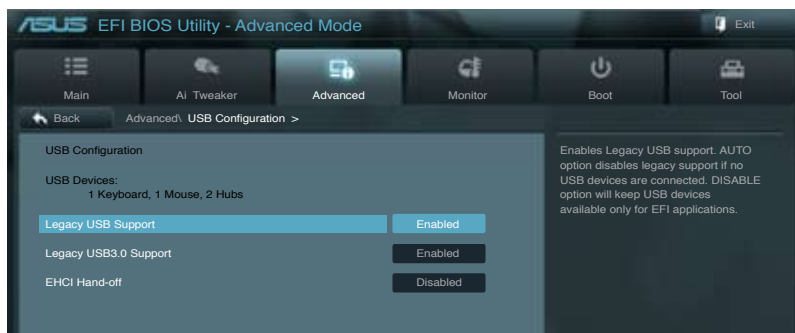 ASUS EFI BIOS Utility - Advanced Mode
Exit
Main Ai Tweaker Advanced Monitor Boot Tool
Back Advanced\ USB Configuration >
USB Configuration
USB Devices:
1 Keyboard, 1 Mouse, 2 Hubs
Legacy USB Support Enabled
Legacy USB3.0 Support Enabled
EHCI Hand-off Disabled
Enables Legacy USB support. AUTO
option disables legacy support if no
USB devices are connected. DISABLE
option will keep USB devices
available only for EFI applications.